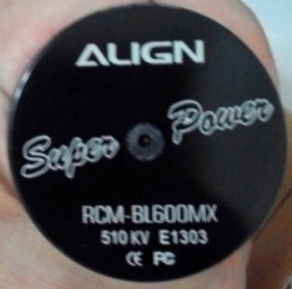 ALIGN
Super Power
RCM-BL600MX
510KV E1303
CE FC